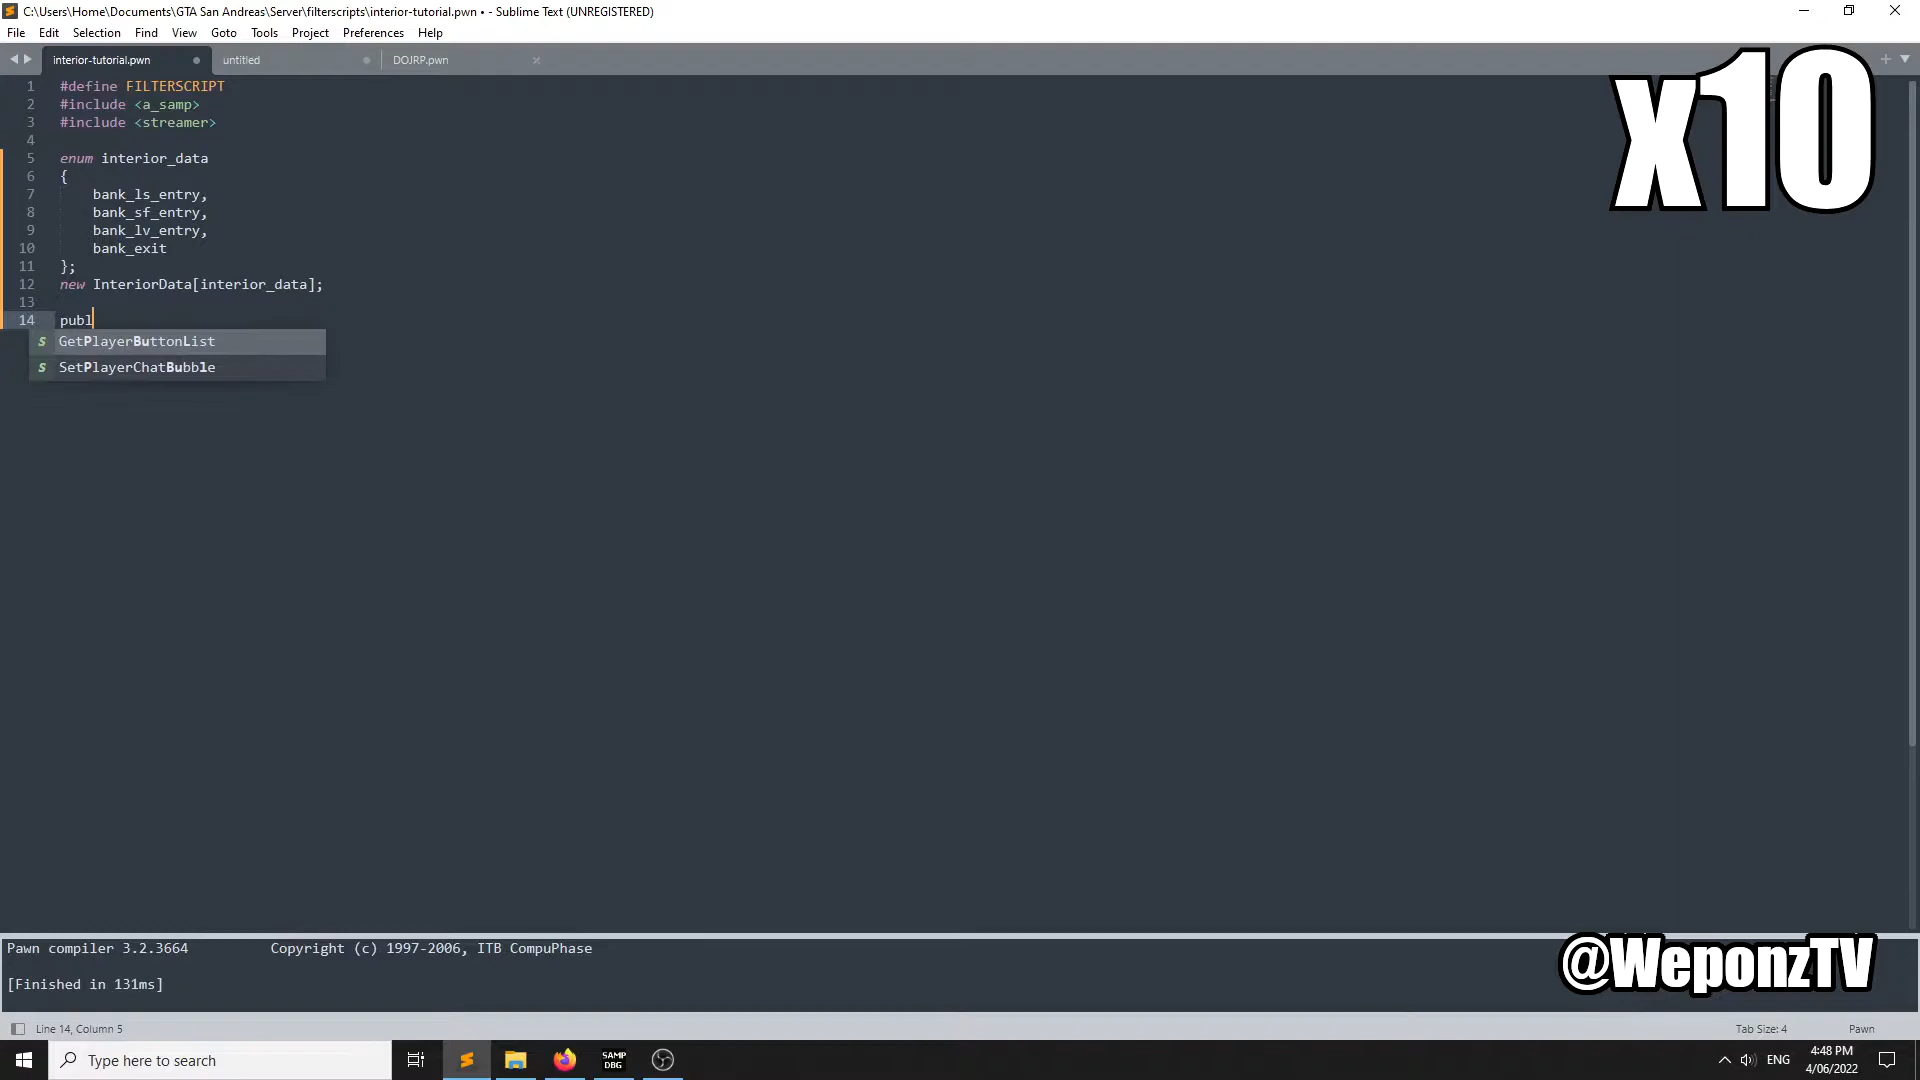 C:\Users\Home\Documents\GTA San Andreas\Server\filterscripts\interior-tutorial.pwn • - Sublime Text (UNREGISTERED)
File Edit Selection Find View Goto Tools Project Preferences Help
interior-tutorial.pwn untitled DOJRP.pwn
x10
1 #define FILTERSCRIPT
2 #include <a_samp>
3 #include <streamer>
4
5 enum interior_data
6 {
7 bank_ls_entry,
8 bank_sf_entry,
9 bank_lv_entry,
10 bank_exit
11 };
12 new InteriorData[interior_data];
13
14 publ
S GetPlayerButtonList
S SetPlayerChatBubble
Pawn compiler 3.2.3664 Copyright (c) 1997-2006, ITB CompuPhase
[Finished in 131ms]
@WeponzTV
Line 14, Column 5 Tab Size: 4 Pawn
Type here to search
SAMP
DBG
ENG
4:48 PM
4/06/2022